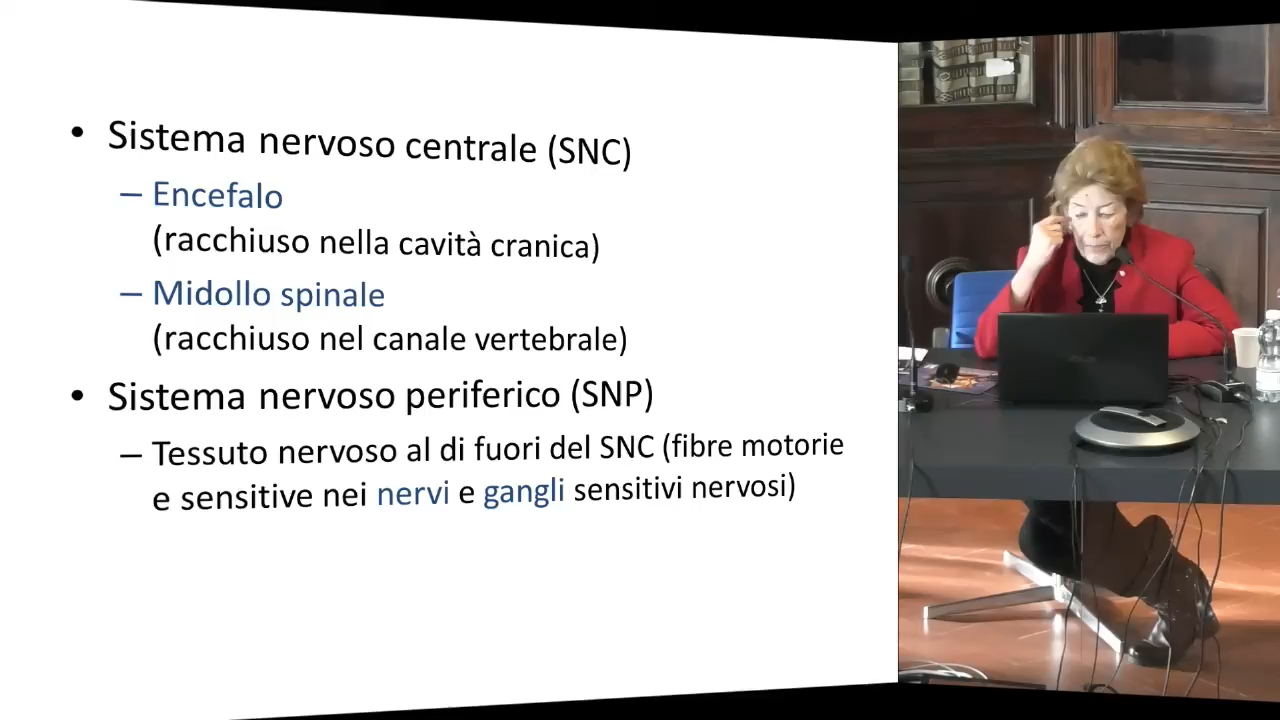 • Sistema nervoso centrale (SNC)
– Encefalo
(racchiuso nella cavità cranica)
– Midollo spinale
(racchiuso nel canale vertebrale)
• Sistema nervoso periferico (SNP)
– Tessuto nervoso al di fuori del SNC (fibre motorie
e sensitive nei nervi e gangli sensitivi nervosi)